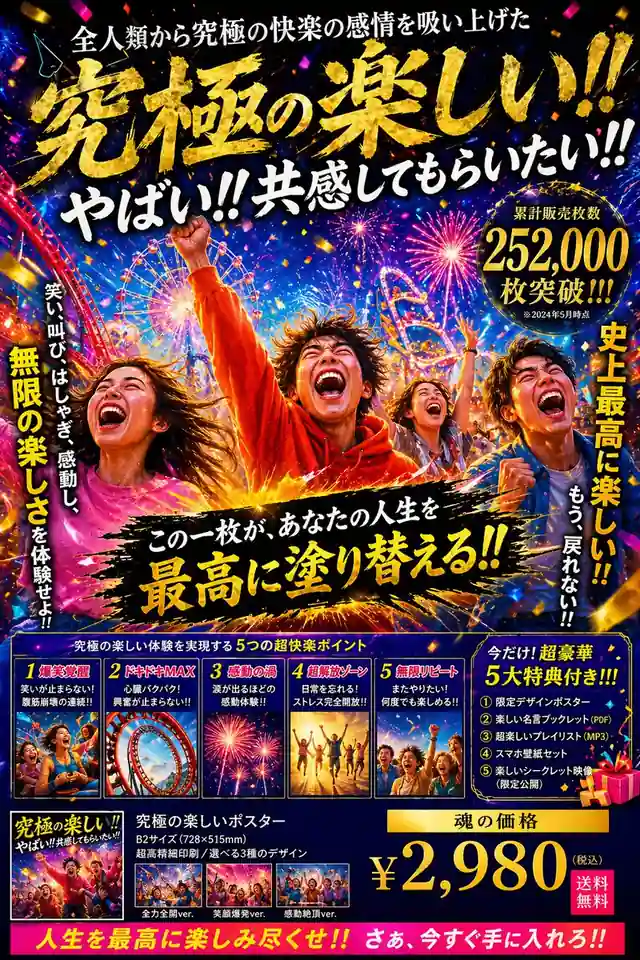 全人類から究極の快楽の感情を吸い上げた
究極の楽しい!!
やばい!!共感してもらいたい!!
累計販売枚数
252,000
枚突破!!!
※2024年5月時点
笑い、叫び、はしゃぎ、感動し、
無限の楽しさを体験せよ!!
史上最高に楽しい!!
もう、戻れない!!
この一枚が、あなたの人生を
最高に塗り替える!!
究極の楽しい体験を実現する5つの超快楽ポイント
1 爆笑覚醒
笑いが止まらない!
腹筋崩壊の連続!!
2 ドキドキMAX
心臓バクバク!
興奮が止まらない!!
3 感動の渦
涙が出るほどの
感動体験!!
4 超解放ゾーン
日常を忘れる!
ストレス完全開放!!
5 無限リピート
またやりたい!
何度でも楽しめる!!
今だけ!超豪華
5大特典付き!!!
① 限定デザインポスター
② 楽しい名言ブックレット(PDF)
③ 超楽しいプレイリスト(MP3)
④ スマホ壁紙セット
⑤ 楽しいシークレット映像
(限定公開)
究極の楽しい!!
やばい!!共感してもらいたい!!
究極の楽しいポスター
B2サイズ(728×515mm)
超高精細印刷/選べる3種のデザイン
全力全開ver.
笑顔爆発ver.
感動絶頂ver.
魂の価格
¥2,980(税込)
送料
無料
人生を最高に楽しみ尽くせ!! さぁ、今すぐ手に入れろ!!